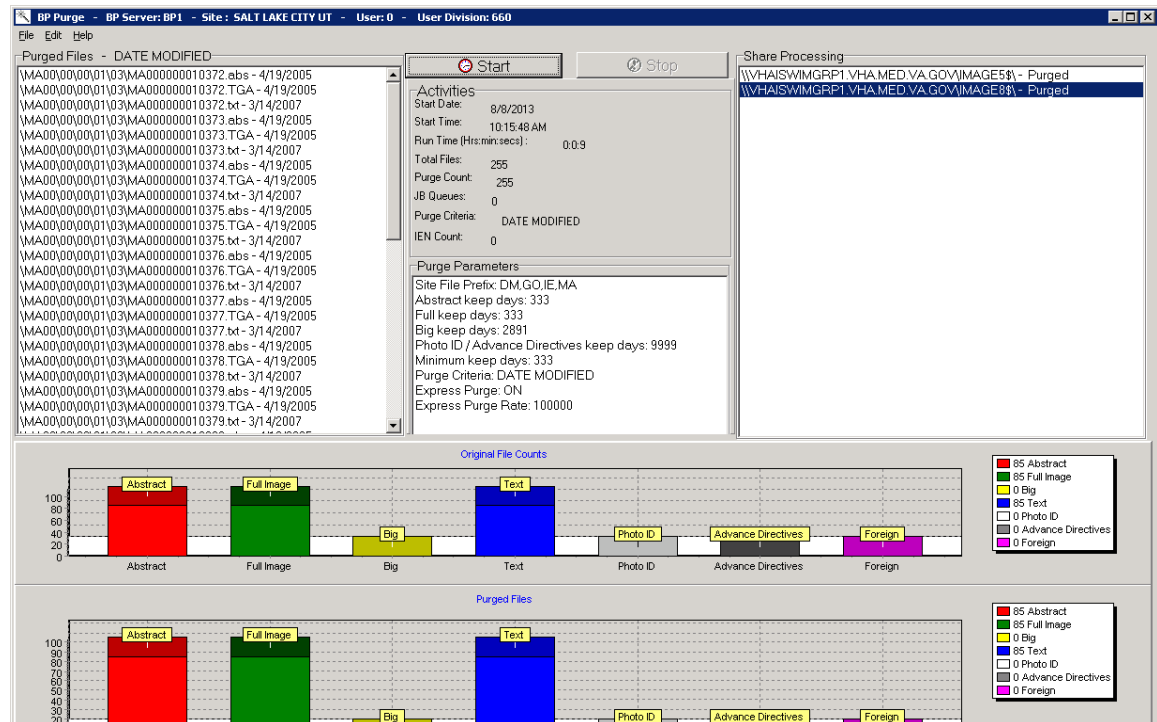 BP Purge - BP Server: BP1 - Site : SALT LAKE CITY UT - User: 0 - User Division: 660
File Edit Help
Purged Files - DATE MODIFIED
\MA00\00\00\01\03\MA000000010372.abs - 4/19/2005
\MA00\00\00\01\03\MA000000010372.TGA - 4/19/2005
\MA00\00\00\01\03\MA000000010372.txt - 3/14/2007
\MA00\00\00\01\03\MA000000010373.abs - 4/19/2005
\MA00\00\00\01\03\MA000000010373.TGA - 4/19/2005
\MA00\00\00\01\03\MA000000010373.txt - 3/14/2007
\MA00\00\00\01\03\MA000000010374.abs - 4/19/2005
\MA00\00\00\01\03\MA000000010374.TGA - 4/19/2005
\MA00\00\00\01\03\MA000000010374.txt - 3/14/2007
\MA00\00\00\01\03\MA000000010375.abs - 4/19/2005
\MA00\00\00\01\03\MA000000010375.TGA - 4/19/2005
\MA00\00\00\01\03\MA000000010375.txt - 3/14/2007
\MA00\00\00\01\03\MA000000010376.abs - 4/19/2005
\MA00\00\00\01\03\MA000000010376.TGA - 4/19/2005
\MA00\00\00\01\03\MA000000010376.txt - 3/14/2007
\MA00\00\00\01\03\MA000000010377.abs - 4/19/2005
\MA00\00\00\01\03\MA000000010377.TGA - 4/19/2005
\MA00\00\00\01\03\MA000000010377.txt - 3/14/2007
\MA00\00\00\01\03\MA000000010378.abs - 4/19/2005
\MA00\00\00\01\03\MA000000010378.TGA - 4/19/2005
\MA00\00\00\01\03\MA000000010378.txt - 3/14/2007
\MA00\00\00\01\03\MA000000010379.abs - 4/19/2005
\MA00\00\00\01\03\MA000000010379.TGA - 4/19/2005
\MA00\00\00\01\03\MA000000010379.txt - 3/14/2007
Start
Stop
Activities
Start Date: 8/8/2013
Start Time: 10:15:48 AM
Run Time (Hrs:min:secs) : 0:0:9
Total Files: 255
Purge Count: 255
JB Queues: 0
Purge Criteria: DATE MODIFIED
IEN Count: 0
Purge Parameters
Site File Prefix: DM,GO,IE,MA
Abstract keep days: 333
Full keep days: 333
Big keep days: 2891
Photo ID / Advance Directives keep days: 9999
Minimum keep days: 333
Purge Criteria: DATE MODIFIED
Express Purge: ON
Express Purge Rate: 100000
Share Processing
\\VHAISWIMGRP1.VHA.MED.VA.GOV\IMAGE5$\ - Purged
\\VHAISWIMGRP1.VHA.MED.VA.GOV\IMAGE8$\ - Purged
Original File Counts
100
80
60
40
20
0
Abstract
Full Image
Big
Text
Photo ID
Advance Directives
Foreign
Abstract
Full Image
Big
Text
Photo ID
Advance Directives
Foreign
85 Abstract
85 Full Image
0 Big
85 Text
0 Photo ID
0 Advance Directives
0 Foreign
Purged Files
100
90
80
70
60
50
40
30
20
Abstract
Full Image
Big
Text
Photo ID
Advance Directives
Foreign
85 Abstract
85 Full Image
0 Big
85 Text
0 Photo ID
0 Advance Directives
0 Foreign